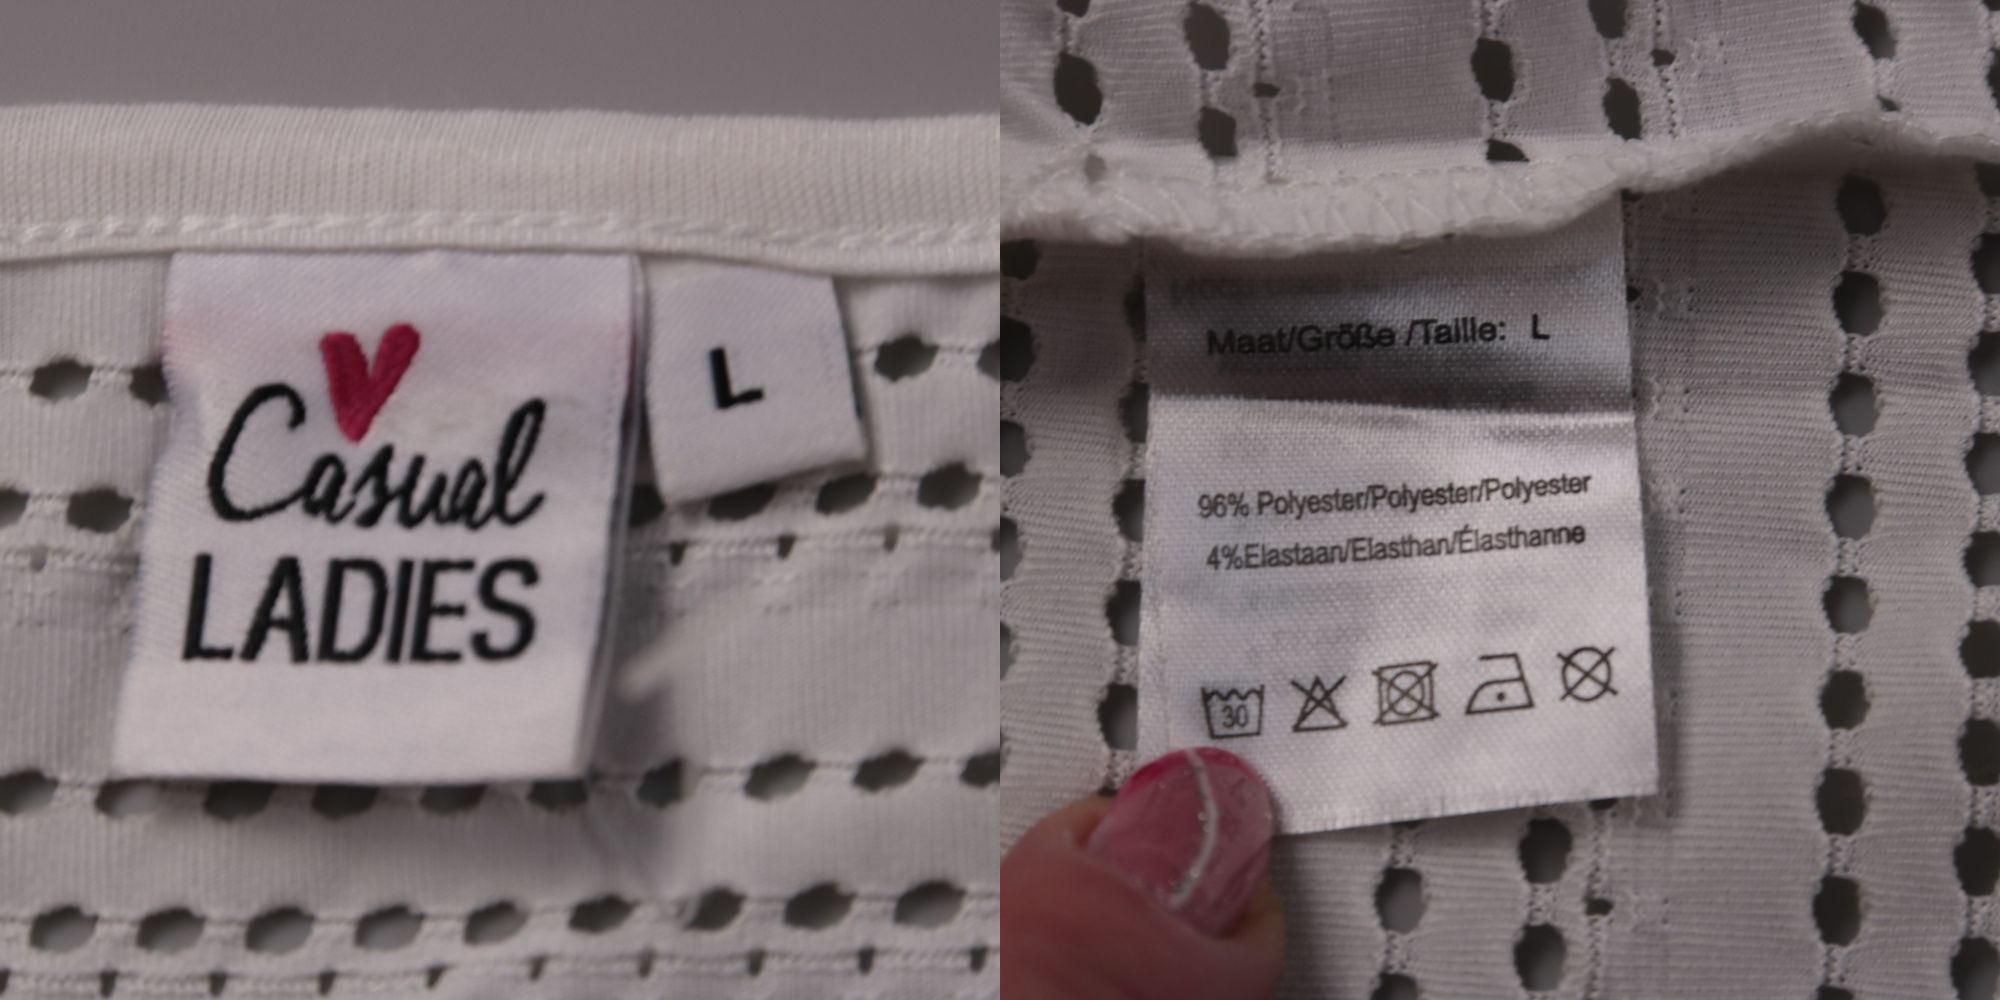 Casual
LADIES
L
Maat/Größe /Taille: L
96% Polyester/Polyester/Polyester
4%Elastaan/Elasthan/Élasthanne
30